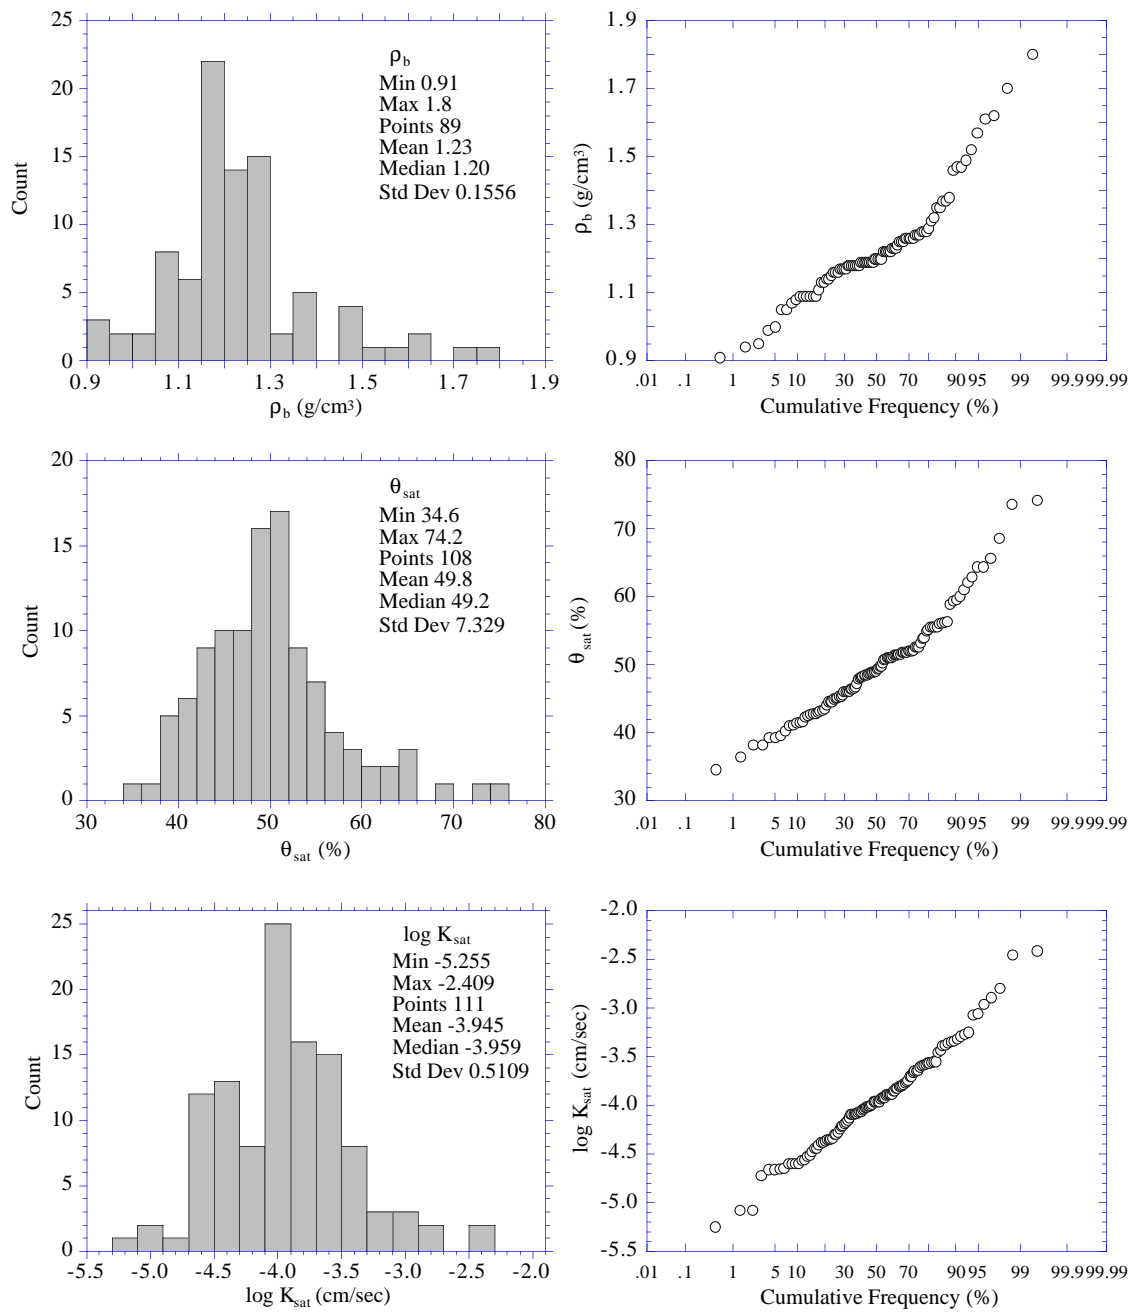 25
20
15
10
5
0
Count
ρb
Min 0.91
Max 1.8
Points 89
Mean 1.23
Median 1.20
Std Dev 0.1556
0.9 1.1 1.3 1.5 1.7 1.9
ρb (g/cm3)
1.9
1.7
1.5
1.3
1.1
0.9
ρb (g/cm3)
.01 .1 1 5 10 30 50 70 90 95 99 99.9 99.99
Cumulative Frequency (%)
20
15
10
5
0
Count
θsat
Min 34.6
Max 74.2
Points 108
Mean 49.8
Median 49.2
Std Dev 7.329
30 40 50 60 70 80
θsat (%)
80
70
60
50
40
30
θsat (%)
.01 .1 1 5 10 30 50 70 90 95 99 99.9 99.99
Cumulative Frequency (%)
25
20
15
10
5
0
Count
log Ksat
Min -5.255
Max -2.409
Points 111
Mean -3.945
Median -3.959
Std Dev 0.5109
-5.5 -5.0 -4.5 -4.0 -3.5 -3.0 -2.5 -2.0
log Ksat (cm/sec)
-2.0
-2.5
-3.0
-3.5
-4.0
-4.5
-5.0
-5.5
log Ksat (cm/sec)
.01 .1 1 5 10 30 50 70 90 95 99 99.9 99.99
Cumulative Frequency (%)